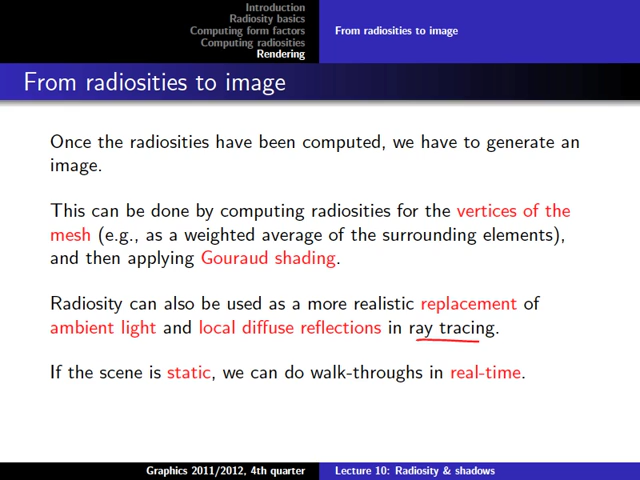 Introduction
Radiosity basics
Computing form factors
Computing radiosities
Rendering
From radiosities to image
From radiosities to image
Once the radiosities have been computed, we have to generate an
image.
This can be done by computing radiosities for the vertices of the
mesh (e.g., as a weighted average of the surrounding elements),
and then applying Gouraud shading.
Radiosity can also be used as a more realistic replacement of
ambient light and local diffuse reflections in ray tracing.
If the scene is static, we can do walk-throughs in real-time.
Graphics 2011/2012, 4th quarter
Lecture 10: Radiosity & shadows